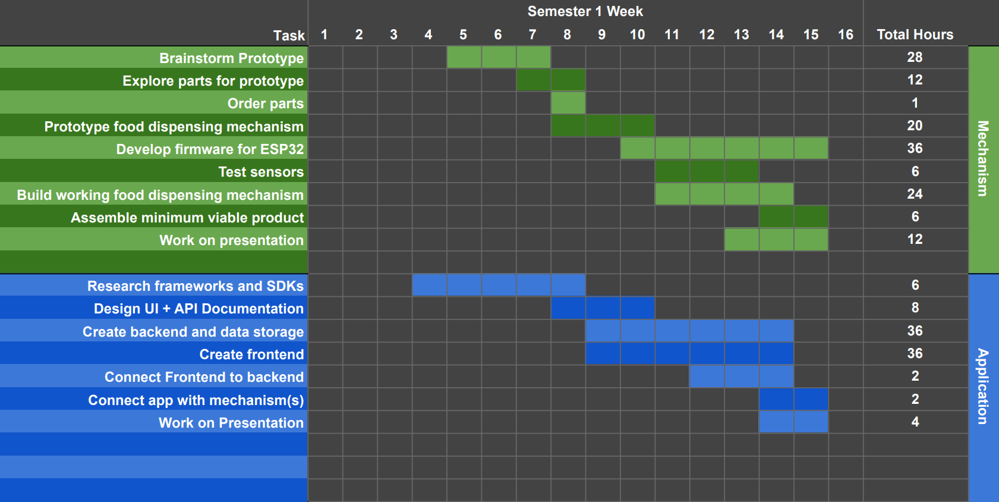 Semester 1 Week
Task 1 2 3 4 5 6 7 8 9 10 11 12 13 14 15 16 Total Hours
Brainstorm Prototype 28
Explore parts for prototype 12
Order parts 1
Prototype food dispensing mechanism 20
Develop firmware for ESP32 36
Test sensors 6
Build working food dispensing mechanism 24
Assemble minimum viable product 6
Work on presentation 12
Mechanism
Research frameworks and SDKs 6
Design UI + API Documentation 8
Create backend and data storage 36
Create frontend 36
Connect Frontend to backend 2
Connect app with mechanism(s) 2
Work on Presentation 4
Application